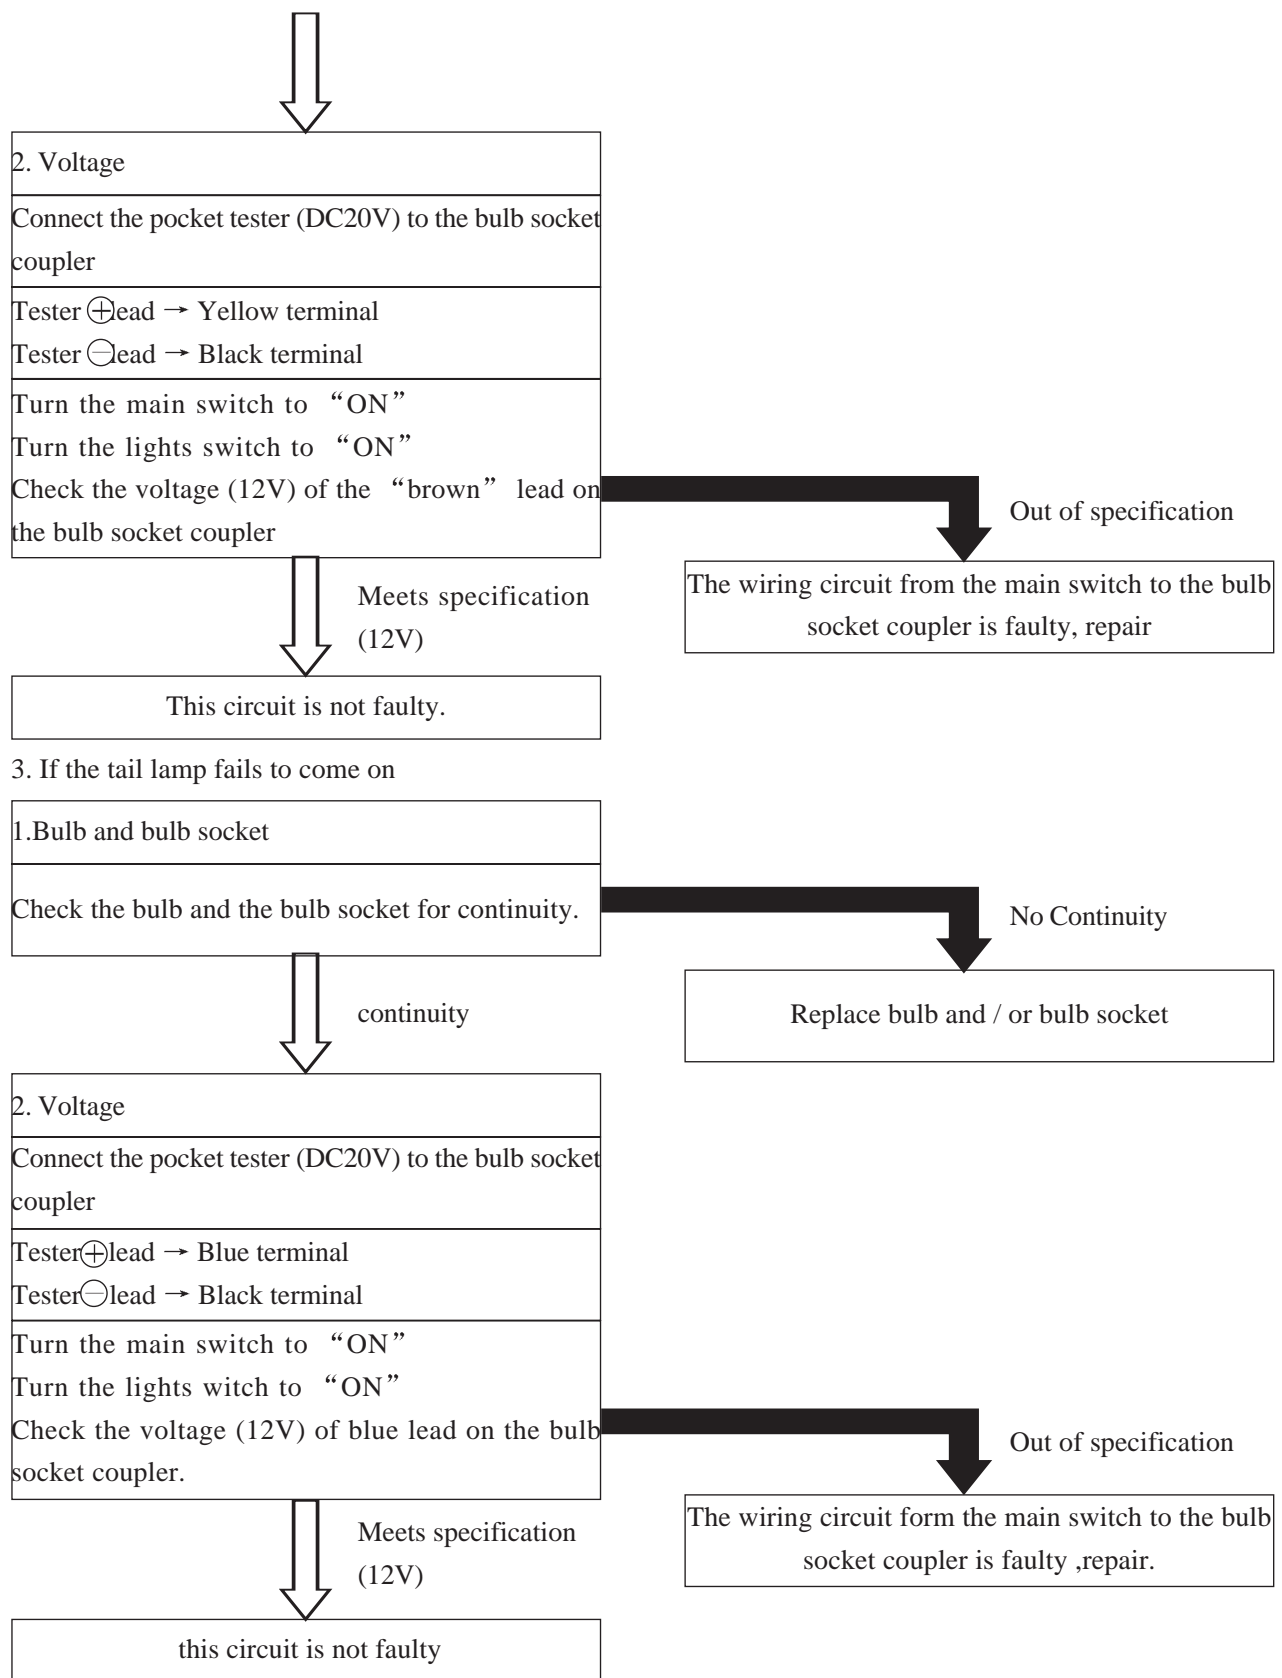 2. Voltage
Connect the pocket tester (DC20V) to the bulb socket
coupler
Tester ⊕lead → Yellow terminal
Tester ⊖lead → Black terminal
Turn the main switch to “ON”
Turn the lights switch to “ON”
Check the voltage (12V) of the “brown” lead on
the bulb socket coupler
Out of specification
The wiring circuit from the main switch to the bulb
socket coupler is faulty, repair
Meets specification
(12V)
This circuit is not faulty.
3. If the tail lamp fails to come on
1.Bulb and bulb socket
Check the bulb and the bulb socket for continuity.
No Continuity
Replace bulb and / or bulb socket
continuity
2. Voltage
Connect the pocket tester (DC20V) to the bulb socket
coupler
Tester⊕lead → Blue terminal
Tester⊖lead → Black terminal
Turn the main switch to “ON”
Turn the lights witch to “ON”
Check the voltage (12V) of blue lead on the bulb
socket coupler.
Out of specification
The wiring circuit form the main switch to the bulb
socket coupler is faulty ,repair.
Meets specification
(12V)
this circuit is not faulty